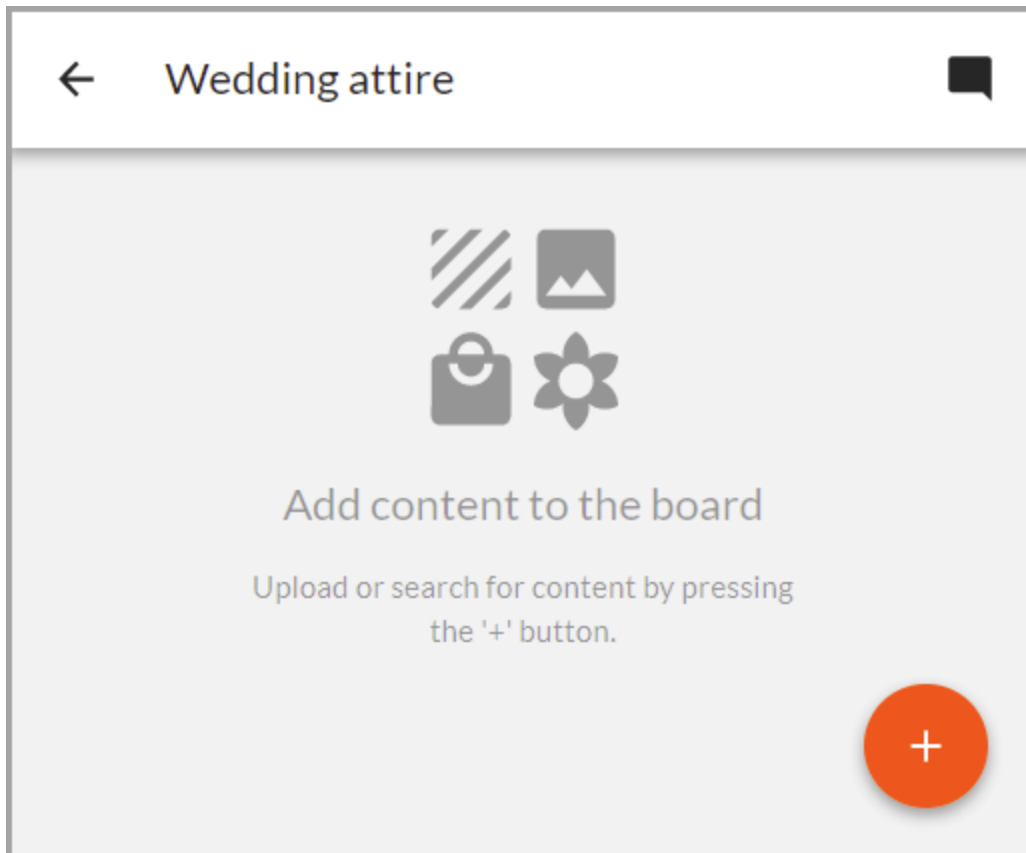 Wedding attire
Add content to the board
Upload or search for content by pressing
the '+' button.
+